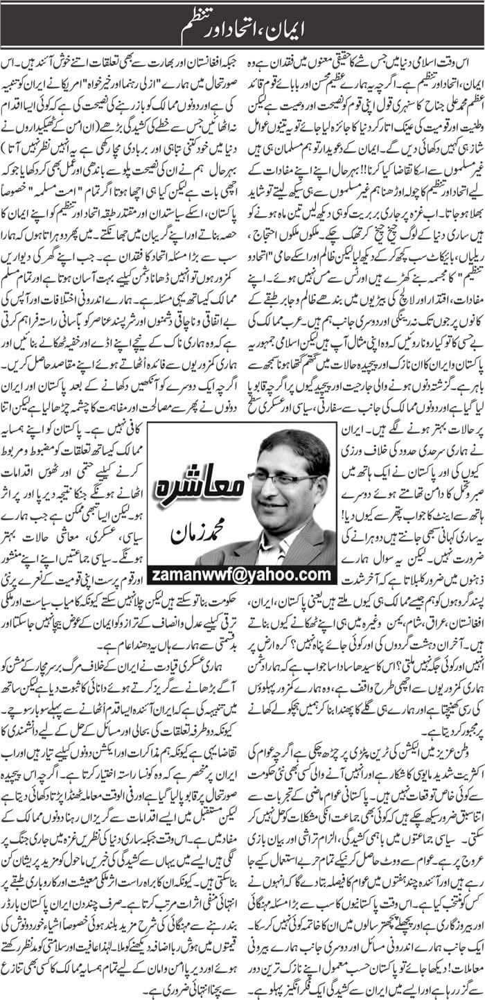 ایمان، اتحاد اور تنظیم
اس وقت اسلامی دنیا میں جس شے کا حقیقی معنوں میں فقدان ہے وہ
ایمان، اتحاد اور تنظیم ہے۔ اگرچہ یہ ہمارے عظیم محسن اور بابائے قوم قائد
اعظم محمد علی جناح کا سنہری قول اپنی قوم کو نصیحت اور وصیت ہے لیکن
وطنیت اور قومیت کی عینک اتار کر دنیا کا جائزہ لیا جائے تو یہ تینوں عوامل
شاز ہی کہیں دکھائی دیں گے۔ ایمان کے دعویدار تو ہم مسلمان ہی ہیں
غیر مسلموں سے اسکا تقاضا کیا کرنا!! بہر حال اپنے اپنے مفادات کے
لیے اتحاد اور تنظیم کا چولہ اوڑھنا ہم غیر مسلموں سے ہی سیکھ لیتے تو شاید
بھلا ہو جاتا۔ اب غزہ پر جاری بربریت کو ہی دیکھ لیں تین ماہ ہونے کو
ہیں ساری دنیا کے لوگ چیخ چیخ کر تھک چکے۔ ملکوں ملکوں احتجاج ،
ریلیاں، بائیکاٹ سب کچھ کر کے دیکھ لیا لیکن ظالم اور اسکے حامی "اتحاد و
تنظیم" کا مجسمہ بنے کھڑے ہیں اور ٹس سے مس نہیں ہوئے۔ اپنے
مفادات، اقتدار اور لالچ کی بیڑیوں میں بندھے ظالم و جابر طبقے کے
کانوں پر جوں تک نہ رینگی اور دوسری جانب ہم ہیں۔ عرب ممالک کی
بے حسی کا تو کیا رونا روئیں کہ وہ اپنی مثال آپ ہیں لیکن اسلامی جمہوریہ
پاکستان و ایران کا ان نازک اور پیچیدہ حالات میں گتھم گتھا ہونا سمجھ سے
باہر ہے۔ گزشتہ دنوں ہونے والی جارحیت اور پیچیدگیوں پر اگرچہ قابو پا
لیا گیا ہے اور دونوں ممالک کی جانب سے سفارتی، سیاسی اور عسکری سطح
پر حالات بہتر ہونے لگے ہیں۔ ایران
نے ہماری سرحدی حدود کی خلاف ورزی
کیوں کی اور پاکستان نے ایک ہاتھ میں
صبر و تحمل کا دامن تھامتے ہوئے دوسرے
ہاتھ سے اینٹ کا جواب پتھر سے کیوں دیا!
یہ ساری کہانی سبھی جانتے ہیں دوہرانے کی
ضرورت نہیں۔ لیکن یہ سوال ہمارے
ذہنوں میں ضرور کلبلاتا ہے کہ آخر شدت
پسند گروہوں کو ہم جیسے ممالک ہی کیوں ملتے ہیں یعنی پاکستان، ایران،
افغانستان، عراق، شام، یمن وغیرہ میں ہی اپنے ٹھکانے کیوں بناتے
ہیں۔ آخر ان دہشت گردوں کی اور کوئی جائے پناہ نہیں؟ کرہ ارض پر
انہیں اور کوئی جگہ نہیں ملتی؟ اس کا سیدھا سادا سا جواب ہے کہ ہمارا دشمن
ہماری کمزوریوں سے اچھی طرح واقف ہے، وہ ہمارے کمزور پہلوؤں
کی رسی کھینچتا ہے اور ہمارے ہی گلے کا پھندا بنا کر ہمیں ہچکولے کھانے
پر مجبور کر دیتا ہے۔
وطن عزیز میں الیکشن کی ٹرین پٹری پر چڑھ چکی ہے اگرچہ عوام کی
اکثریت شدید مایوسی کا شکار ہے اور انہیں آنے والی کسی بھی نئی حکومت
سے کوئی خاص توقعات نہیں ہیں۔ پاکستانی عوام ماضی کے تجربات سے
اتنا سبق ضرور سیکھ چکے ہیں کہ کوئی بھی جماعت انکی مشکلات کو حل نہیں کر
سکتی۔ سیاسی جماعتوں میں باہمی کشیدگی، الزام تراشی اور بیان بازی
عروج پر ہے۔ عوام سے ووٹ حاصل کرنیکے تمام حربے استعمال کیے جا
رہے ہیں اور آئندہ چند ہفتوں میں عوام کا فیصلہ بتا دے گا کہ انہوں نے
کس کو منتخب کیا ہے۔ اس وقت پاکستانیوں کا سب سے بڑا مسئلہ مہنگائی
اور بیروزگاری ہے اور پچھلے پچھتر سالوں میں ان کا خاتمہ کوئی نہیں کر سکا۔
ایک جانب ہمارے اندرونی مسائل اور دوسری جانب ہمارے بیرونی
معاملات! دیکھا جائے تو پاکستان حسب معمول اپنے نازک ترین دور
سے گزر رہا ہے اور ایسے میں ایران سے کشیدگی ایک فکر انگیز پہلو ہے۔
جبکہ افغانستان اور بھارت سے بھی تعلقات اتنے خوش آئند نہیں ہیں۔ اس
صورتحال میں ہمارے "ازلی رہنما اور خیر خواہ" امریکا نے ایران کو تنبیہ
کی ہے اور دونوں ممالک کو باز رہنے کی نصیحت کی ہے کہ کوئی ایسا اقدام
نہ اٹھائیں جس سے خطے کی کشیدگی بڑھے (ان امن کے ٹھیکیداروں نے
دنیا میں خود کتنی تباہی اور بربادی مچا رکھی ہے یہ انہیں نظر نہیں آتا )
بہر حال ہم نے ان کی نصیحت پلو سے باندھی اور عمل بھی کر دکھایا جو کہ
اچھی بات ہے لیکن کیا ہی اچھا ہوتا اگر تمام "امت مسلمہ" خصوصاً
پاکستان، اسکے سیاستدان اور مقتدر طبقہ اتحاد اور تنظیم کو اپنے ایمان کا
حصہ بناتے اور اپنے گریبان میں جھانکتے۔ میں پھر دوہراتا ہوں کہ ہمارا
سب سے بڑا مسئلہ اتحاد کا فقدان ہے۔ جب اپنے گھر کی دیواریں
کمزور ہوں تو انہیں ڈھانا دشمن کیلیے بہت آسان ہوتا ہے اور تمام مسلم
ممالک کیساتھ یہی مسئلہ ہے۔ ہمارے اندرونی اختلافات اور آپس کی
بے اتفاقی و ناچاقی دشمنوں اور شر پسند عناصر کو با آسانی راستہ فراہم کرتی
ہے کہ وہ ہماری ناک کے نیچے اپنے اڈے اور خفیہ ٹھکانے بنائیں اور
ہماری کمزوریوں سے فائدہ اُٹھاتے ہوئے اپنے مقاصد حاصل کریں۔
اگرچہ ایک دوسرے کو آنکھیں دکھانے کے بعد پاکستان اور ایران
دونوں نے پھر سے مصالحت اور مفاہمت کا چشمہ چڑھا لیا ہے لیکن اتنا
کافی نہیں ہے۔ پاکستان کو اپنے ہمسایہ
ممالک کیساتھ تعلقات کو مضبوط و مربوط
کرنے کیلیے حتمی اور ٹھوس اقدامات
اٹھانے ہونگے جنکا نتیجہ دیرپا اور پر اثر
ہو۔ لیکن ایسا تبھی ممکن ہے جب ہمارے
سیاسی، عسکری، معاشی حالات بہتر
ہونگے۔ سیاسی جماعتیں اپنے اپنے منشور
اور قوم پرست اپنی قومیت کے نعرے پر نئی
حکومت بنا تو سکتے ہیں لیکن چلا نہیں سکتے کیونکہ کامیاب سیاست اور ملکی
ترقی کیلیے عدل و انصاف کے ترازو کو ایمان کے عوض بیچا نہیں جا سکتا اور
بدقسمتی سے ہمارے ہاں یہ دھندا عام ہے۔
ہماری عسکری قیادت نے ایران کے خلاف مرگ بر سرمچار کے مشن کو
آگے بڑھانے سے گریز کرتے ہوئے دانائی کا ثبوت دیا ہے لیکن ساتھ
میں تنبیہہ کی ہے کہ ایران آئندہ ایسا قدم اُٹھانے سے پہلے سو بار سوچے۔
کیونکہ دو طرفہ تعلقات کی بحالی اور مسائل کے حل کے لیے دانشمندی کا
تقاضا یہی ہے کیونکہ ہم مذاکرات اور ایکشن دونوں کیلیے تیار ہیں اور اب
ایران پر منحصر ہے کہ وہ کونسا راستہ اختیار کرتا ہے۔ اگرچہ اس پیچیدہ
صورتحال پر قابو پا لیا گیا ہے اور فی الوقت معاملہ ٹھنڈا پڑتا دکھائی دیتا ہے
لیکن مستقبل میں ایسے اقدامات سے گریزاں رہنا دونوں ممالک کے
مفاد میں ہے۔ اس وقت جبکہ ساری دنیا کی نظریں غزہ میں جاری جنگ پر
لگی ہیں ایسے میں یہاں سے کشیدگی کی خبریں ماحول کو مزید پریشان کن
بنا سکتی ہیں۔ کیونکہ ان کا براہ راست اثر ملکی معیشت اور کاروباری طبقے پر
انتہائی منفی اثرات مرتب کرتا ہے۔ صرف چند دن ایران پاکستان بارڈر
بند رہنے سے مہنگائی کی شرح مزید بلند ہوئی خصوصاً اشیاء خورد و نوش کی
قیمتوں میں ہوش ربا اضافہ دیکھنے کو ملا۔ لہذا عافیت اور سلامتی کو مد نظر رکھتے
ہوئے اور دیرپا امن و امان کے لیے تمام ہمسایہ ممالک کا کسی بھی تنازع
سے بچنا انتہائی ضروری ہے۔
معاشرہ
محمد زمان
zamanwwf@yahoo.com